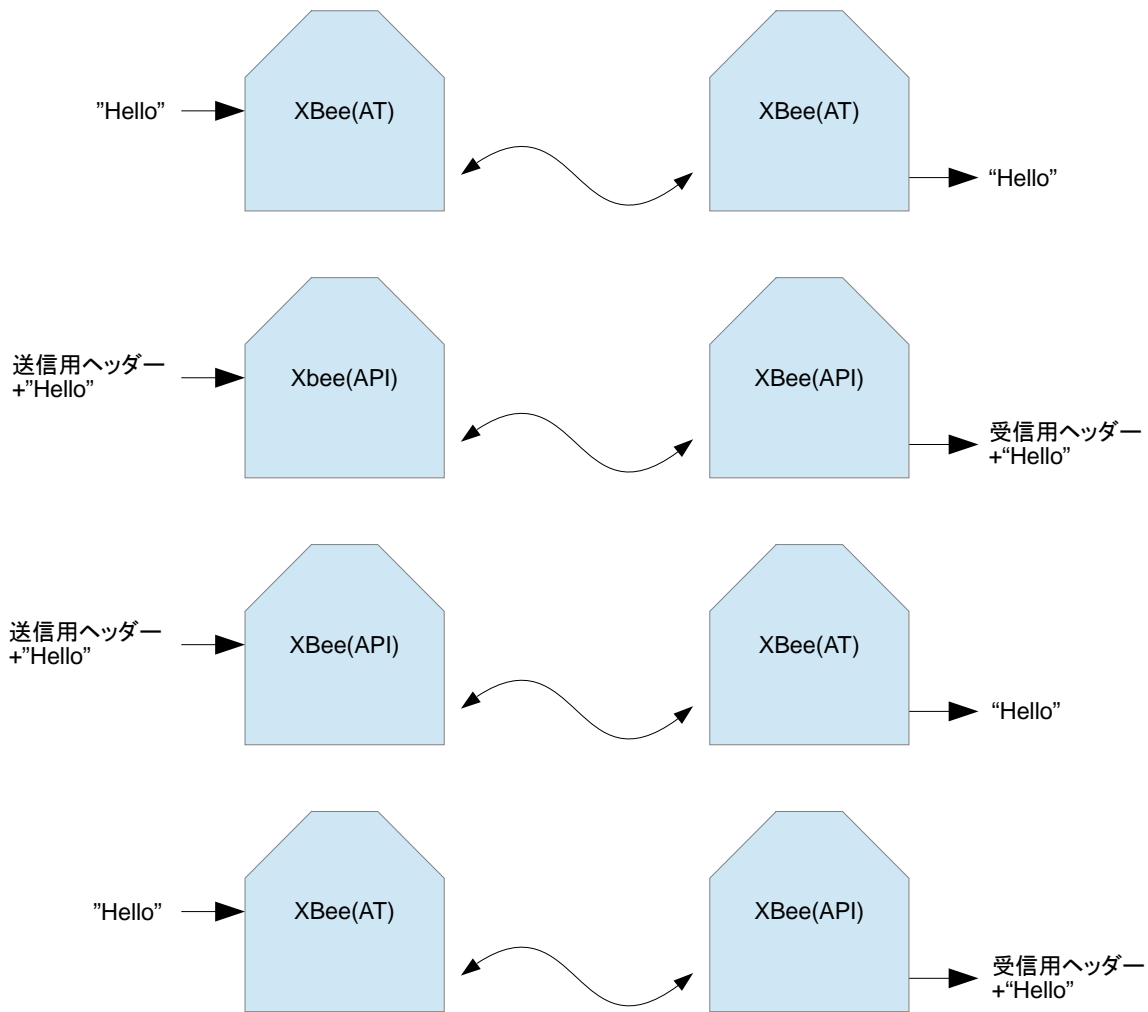 ”Hello”
XBee(AT)
XBee(AT)
“Hello”
送信用ヘッダー
+”Hello”
Xbee(API)
XBee(API)
受信用ヘッダー
+“Hello”
送信用ヘッダー
+”Hello”
XBee(API)
XBee(AT)
“Hello”
”Hello”
XBee(AT)
XBee(API)
受信用ヘッダー
+“Hello”